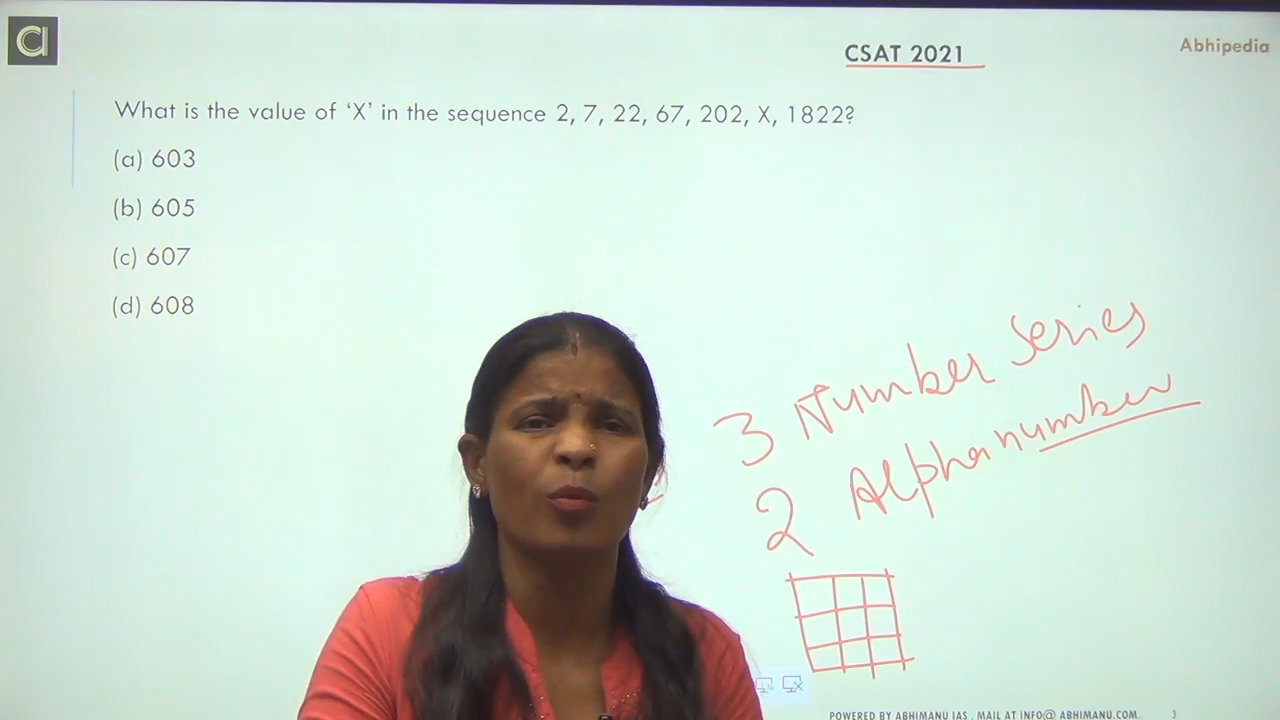 CSAT 2021
Abhipedia
What is the value of ‘X’ in the sequence 2, 7, 22, 67, 202, X, 1822?
(a) 603
(b) 605
(c) 607
(d) 608
3 Number Series
2 Alphanumber
POWERED BY ABHIMANU IAS . MAIL AT INFO@ ABHIMANU.COM 3